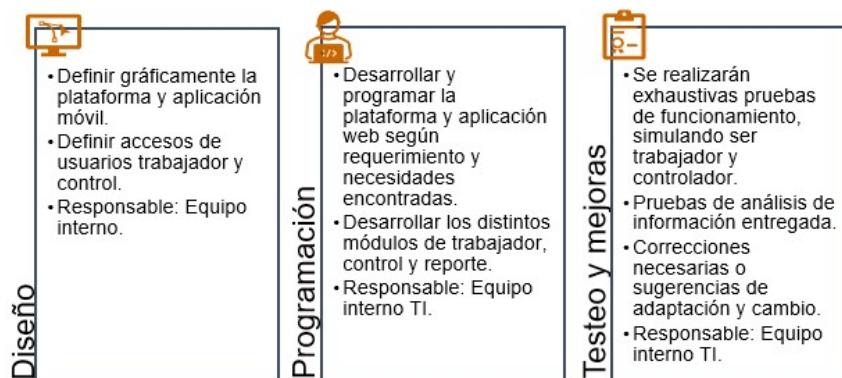 Diseño
• Definir gráficamente la
plataforma y aplicación
móvil.
• Definir accesos de
usuarios trabajador y
control.
• Responsable: Equipo
interno.
Programación
</>
• Desarrollar y
programar la
plataforma y aplicación
web según
requerimiento y
necesidades
encontradas.
• Desarrollar los distintos
módulos de trabajador,
control y reporte.
• Responsable: Equipo
interno TI.
Testeo y mejoras
• Se realizarán
exhaustivas pruebas
de funcionamiento,
simulando ser
trabajador y
controlador.
• Pruebas de análisis de
información entregada.
• Correcciones
necesarias o
sugerencias de
adaptación y cambio.
• Responsable: Equipo
interno TI.